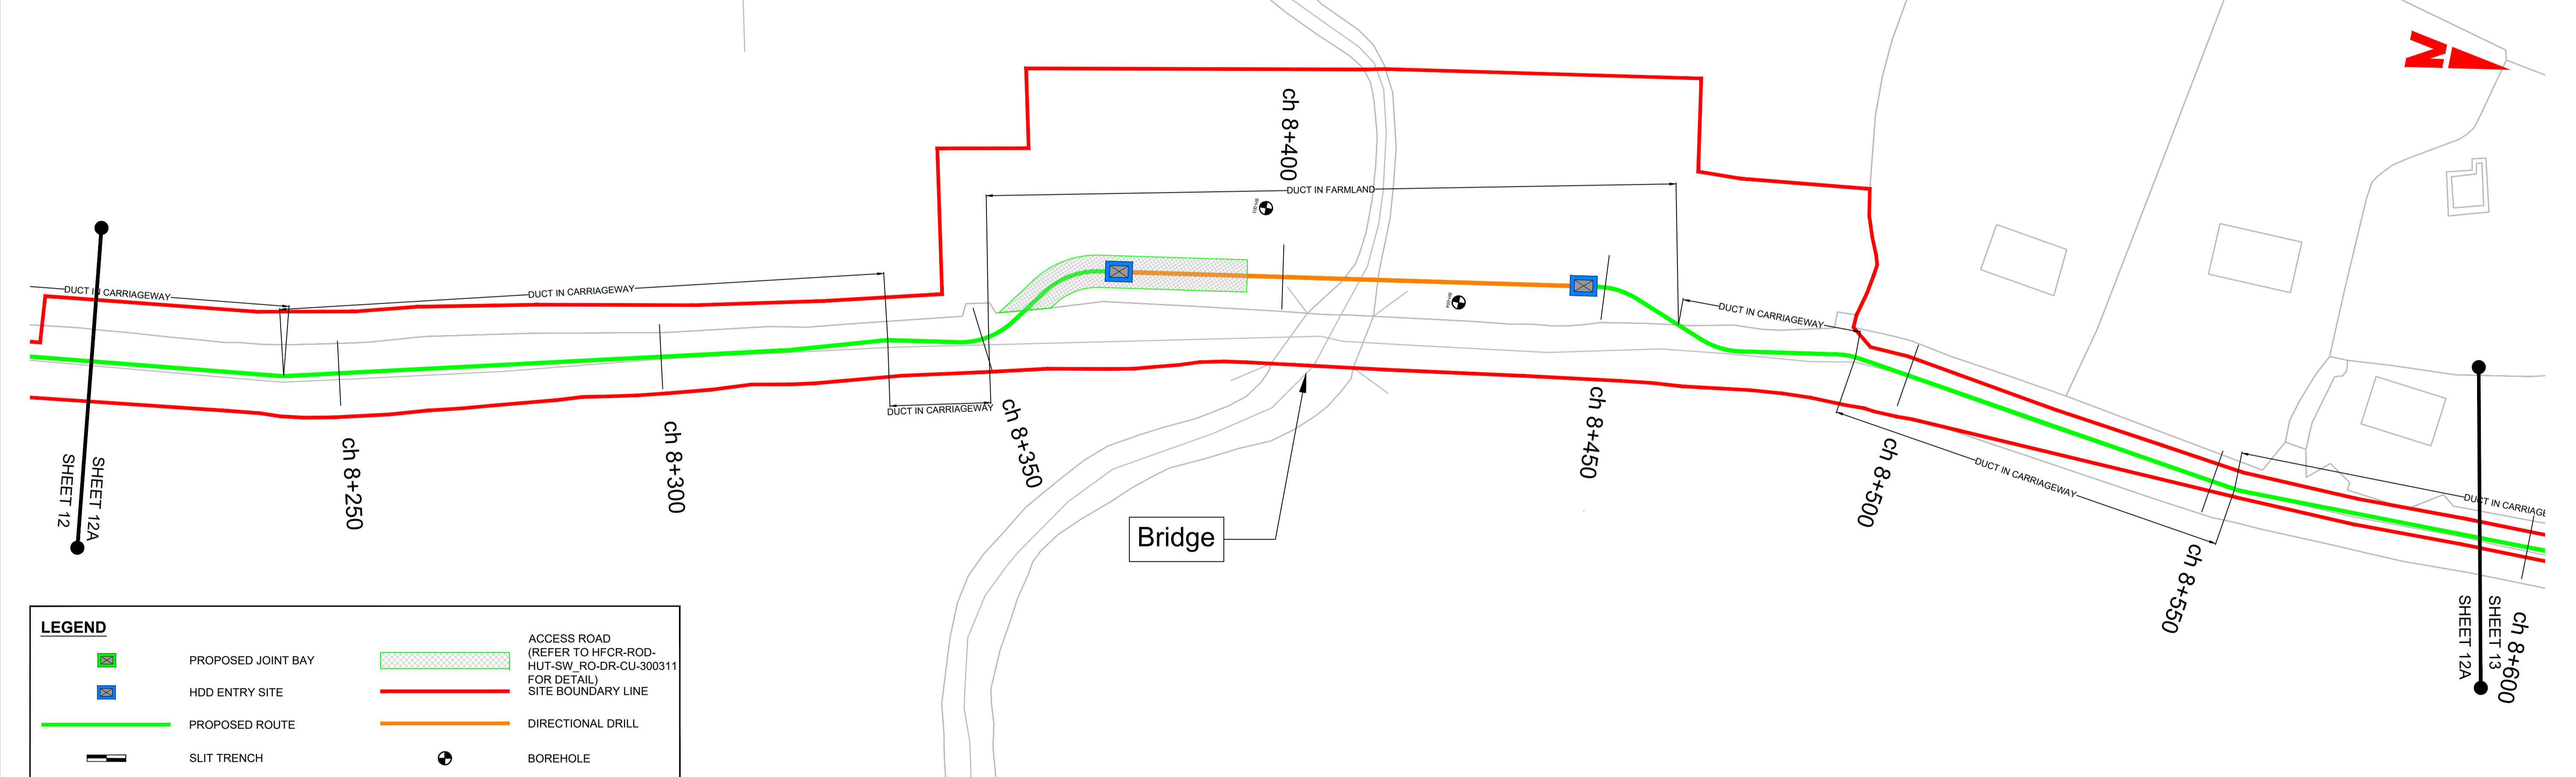 N
ch 8+400
DUCT IN FARMLAND
DUCT IN CARRIAGEWAY
DUCT IN CARRIAGEWAY
DUCT IN CARRIAGEWAY
DUCT IN CARRIAGEWAY
DUCT IN CARRIAGEWAY
DUCT IN CARRIAGE
SHEET 12
SHEET 12A
ch 8+250
ch 8+300
ch 8+350
ch 8+450
ch 8+500
ch 8+550
ch 8+600
Bridge
SHEET 12A
SHEET 13
LEGEND
PROPOSED JOINT BAY
HDD ENTRY SITE
PROPOSED ROUTE
SLIT TRENCH
ACCESS ROAD
(REFER TO HFCR-ROD-
HUT-SW_RO-DR-CU-300311
FOR DETAIL)
SITE BOUNDARY LINE
DIRECTIONAL DRILL
BOREHOLE